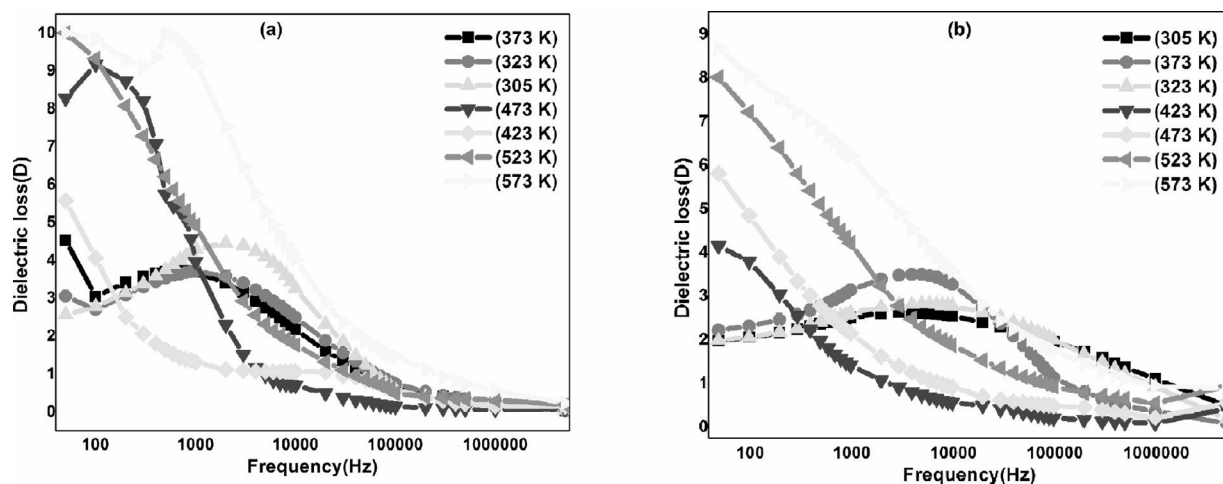 (a)
10
9
8
7
6
5
4
3
2
1
0
Dielectric loss(D)
(373 K)
(323 K)
(305 K)
(473 K)
(423 K)
(523 K)
(573 K)
100 1000 10000 100000 1000000
Frequency(Hz)
(b)
9
8
7
6
5
4
3
2
1
0
Dielectric loss(D)
(305 K)
(373 K)
(323 K)
(423 K)
(473 K)
(523 K)
(573 K)
100 1000 10000 100000 1000000
Frequency(Hz)